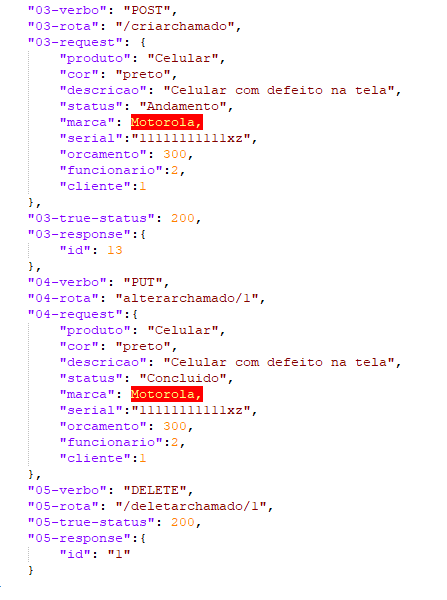 "03-verbo": "POST",
"03-rota": "/criarchamado",
"03-request": {
"produto": "Celular",
"cor": "preto",
"descricao": "Celular com defeito na tela",
"status": "Andamento",
"marca": Motorola,
"serial":"11111111111xz",
"orcamento": 300,
"funcionario":2,
"cliente":1
},
"03-true-status": 200,
"03-response":{
"id": 13
},
"04-verbo": "PUT",
"04-rota": "alterarchamado/1",
"04-request":{
"produto": "Celular",
"cor": "preto",
"descricao": "Celular com defeito na tela",
"status": "Concluido",
"marca": Motorola,
"serial":"11111111111xz",
"orcamento": 300,
"funcionario":2,
"cliente":1
},
"05-verbo": "DELETE",
"05-rota": "/deletarchamado/1",
"05-true-status": 200,
"05-response":{
"id": "1"
}